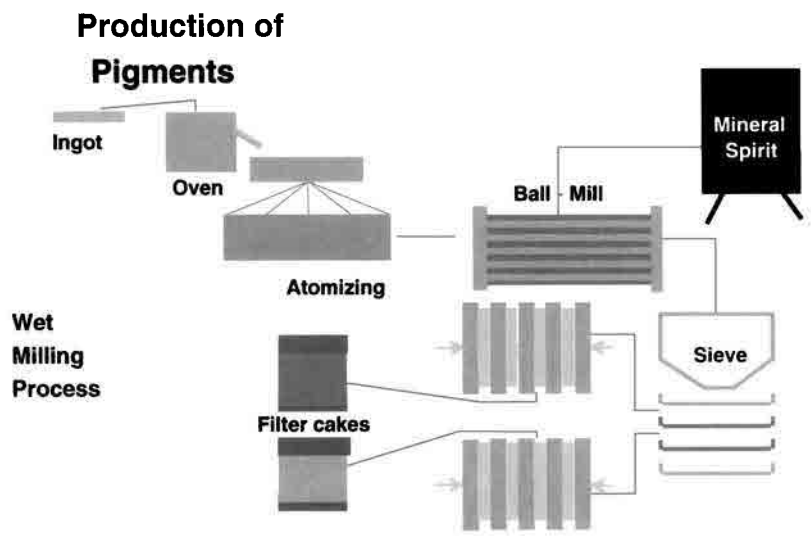 Production of
Pigments
Ingot
Oven
Mineral
Spirit
Ball - Mill
Atomizing
Wet
Milling
Process
Sieve
Filter cakes